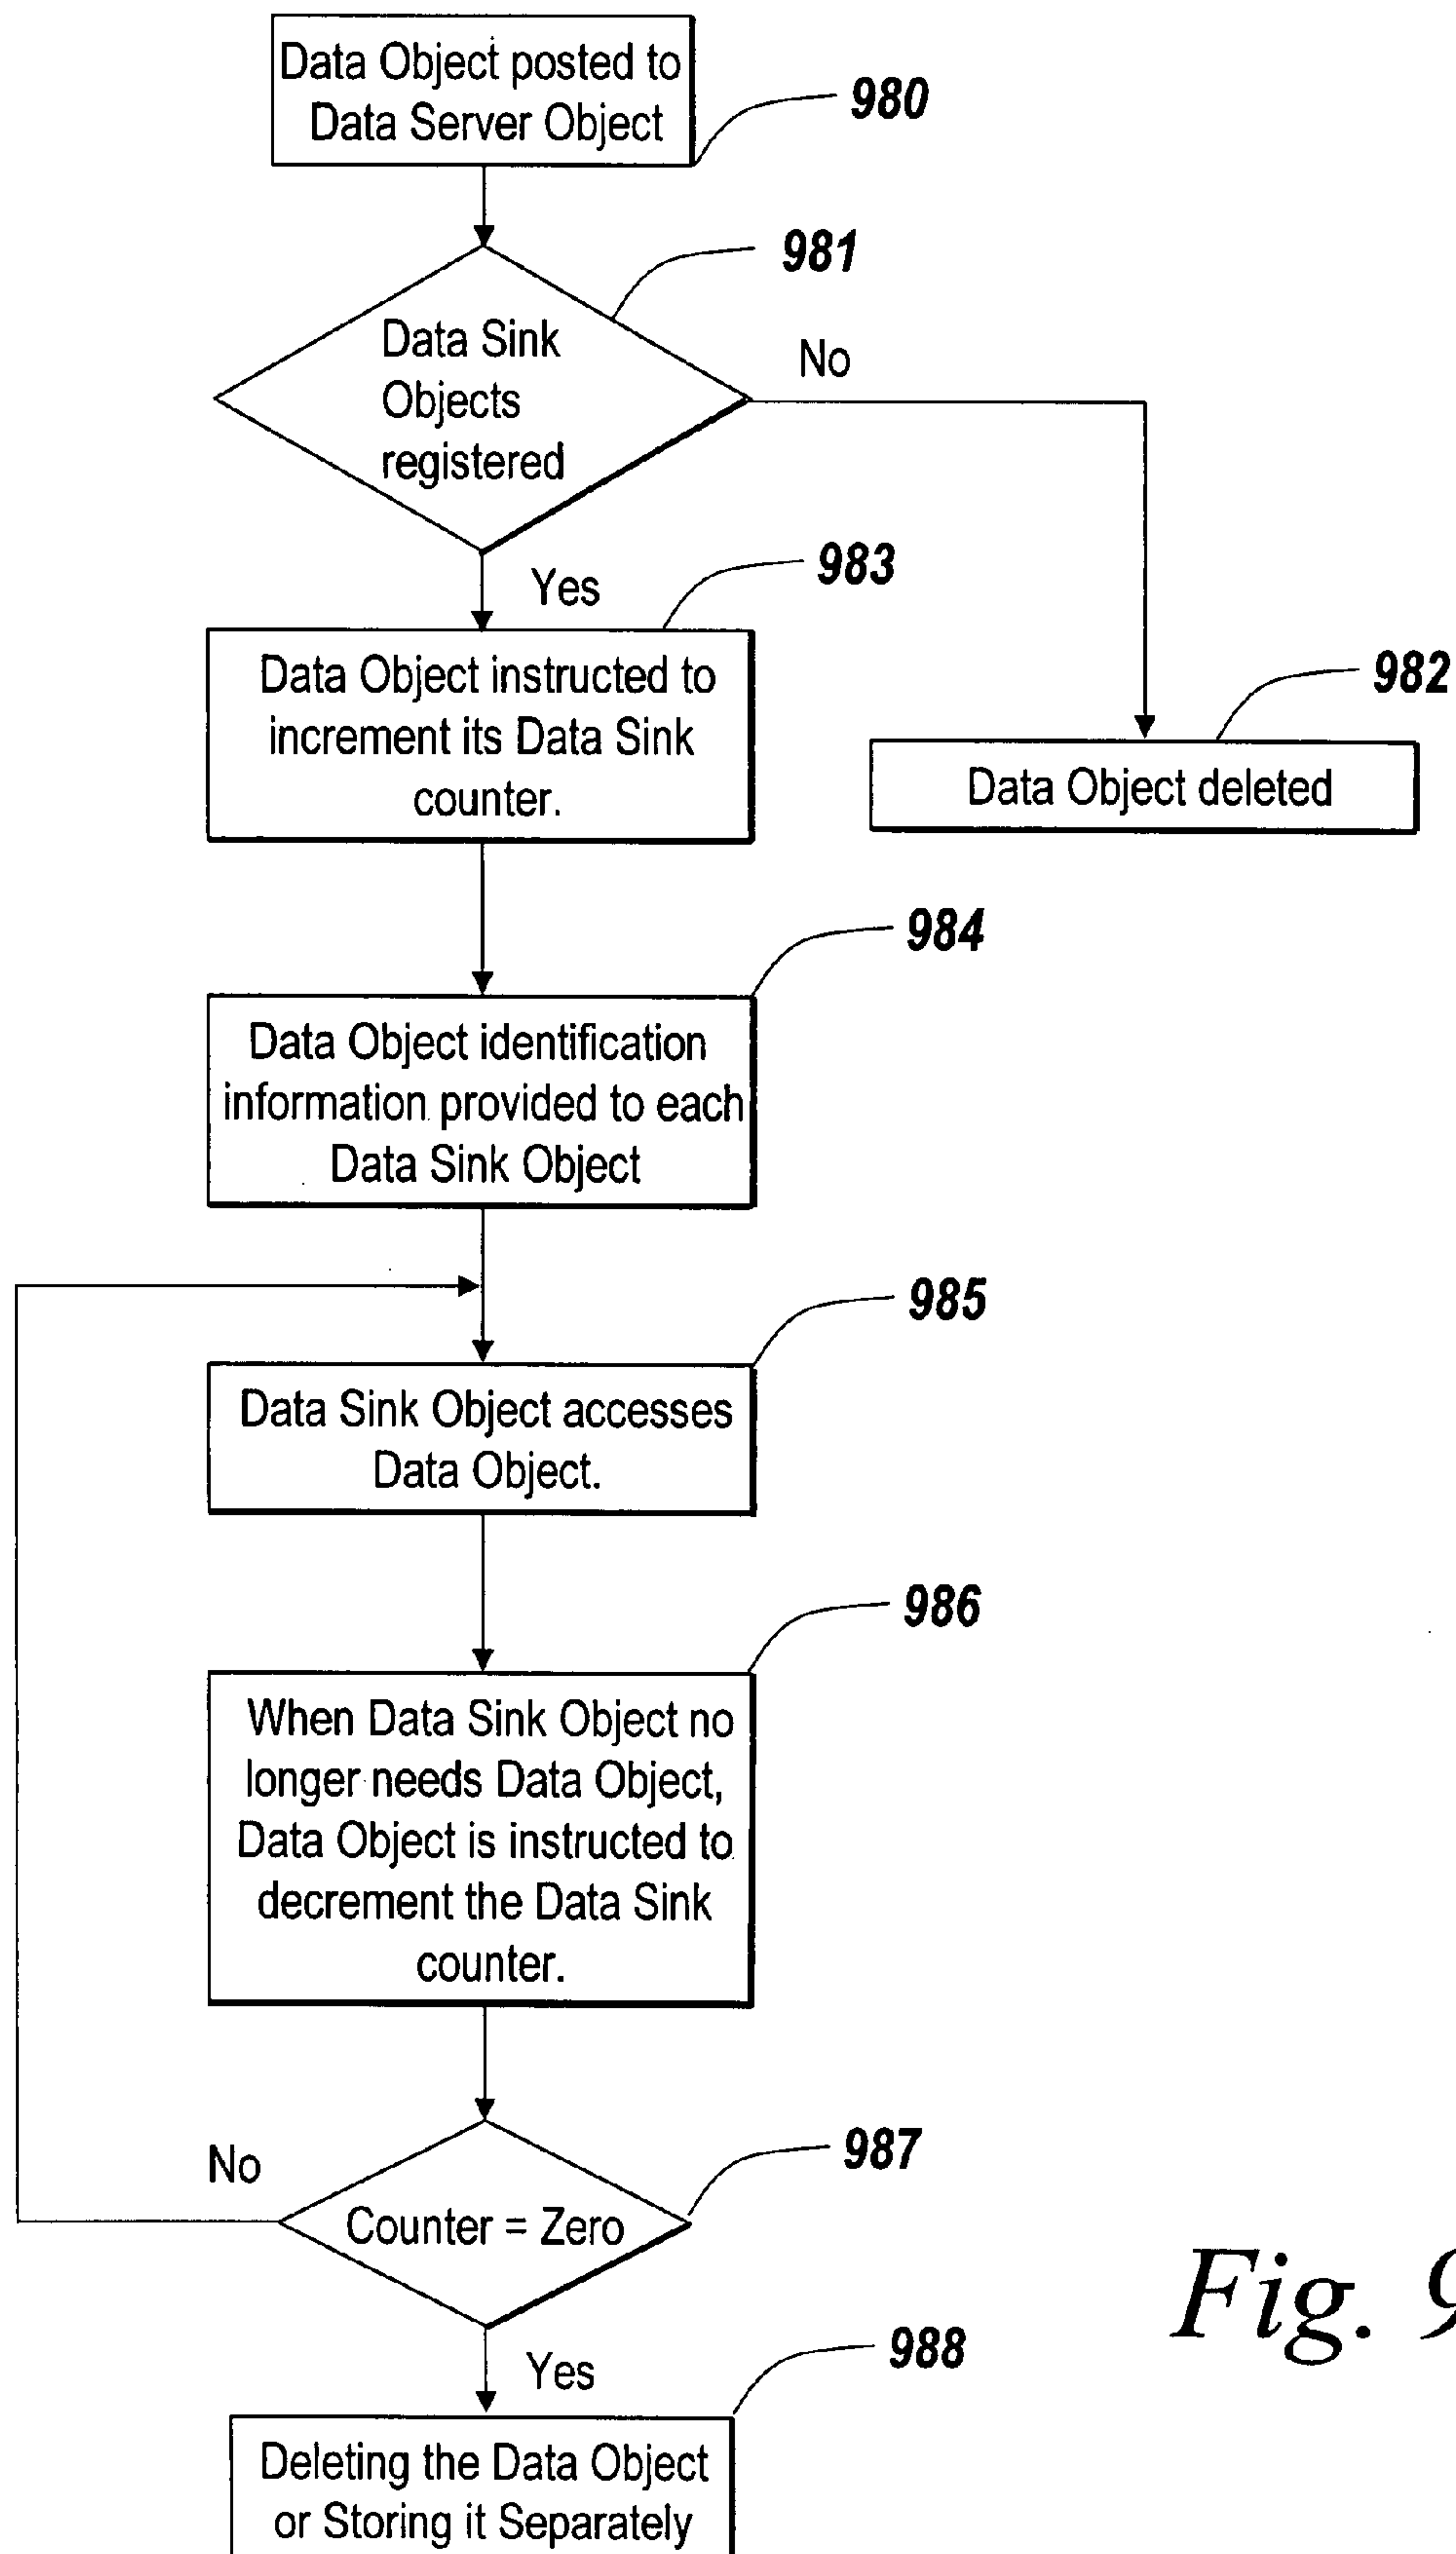 Data Object posted to
Data Server Object
980
981
Data Sink
Objects
registered
No
Yes
983
Data Object instructed to
increment its Data Sink
counter.
982
Data Object deleted
984
Data Object identification
information provided to each
Data Sink Object
985
Data Sink Object accesses
Data Object.
986
When Data Sink Object no
longer needs Data Object,
Data Object is instructed to
decrement the Data Sink
counter.
987
No
Counter = Zero
Yes
988
Deleting the Data Object
or Storing it Separately
Fig. 9